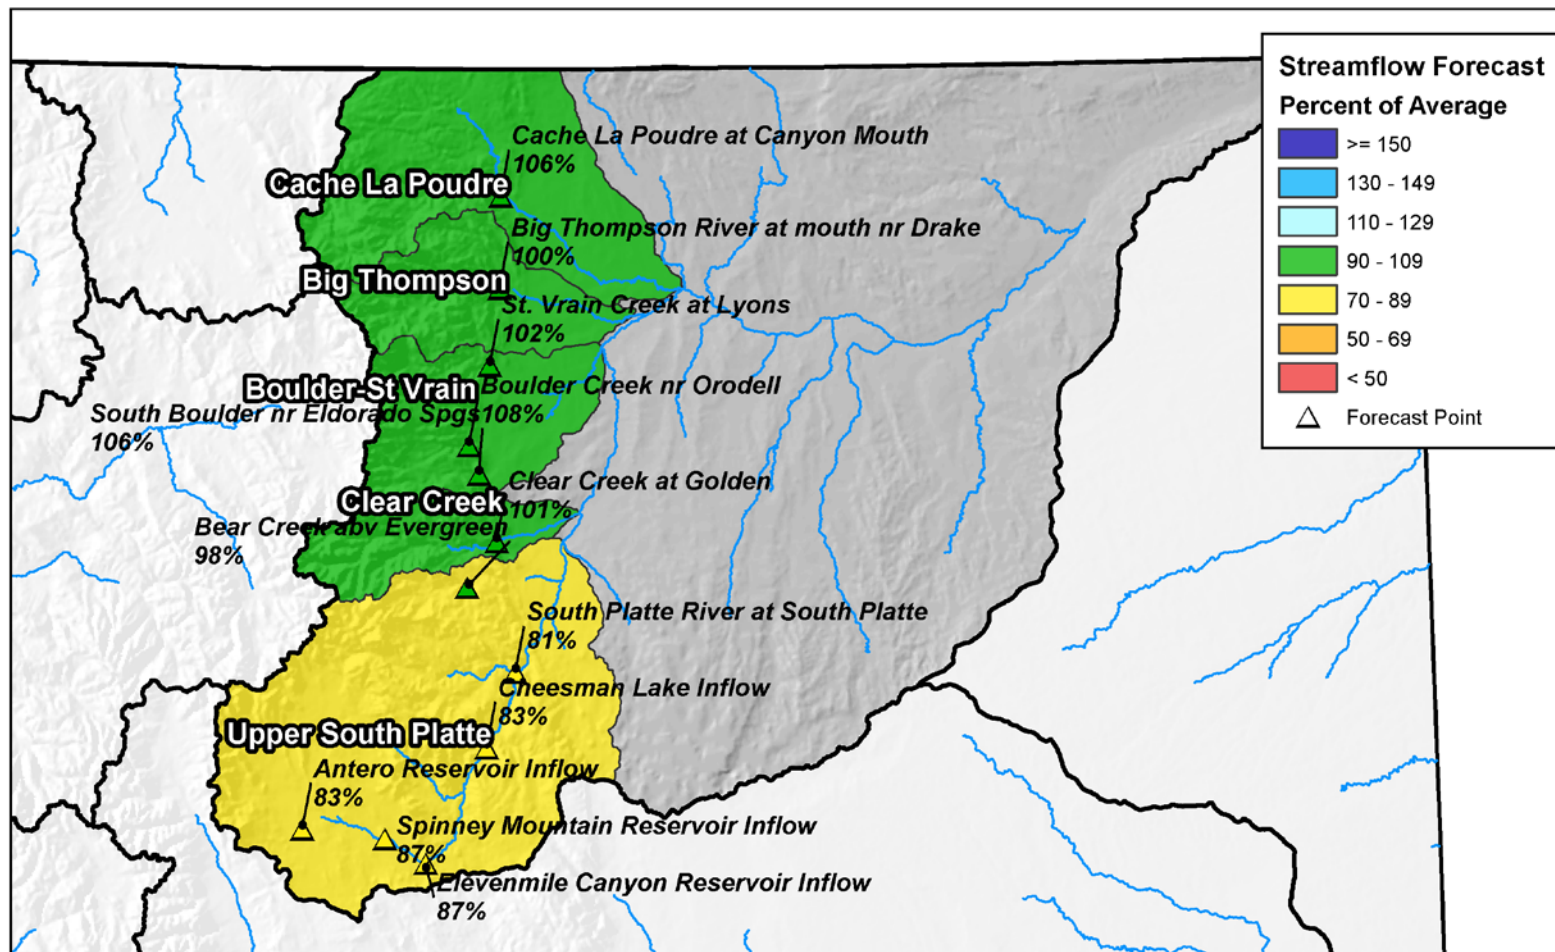 Streamflow Forecast
Percent of Average
>= 150
130 - 149
110 - 129
90 - 109
70 - 89
50 - 69
< 50
Forecast Point
Cache La Poudre at Canyon Mouth
106%
Cache La Poudre
Big Thompson River at mouth nr Drake
100%
Big Thompson
St. Vrain Creek at Lyons
102%
Boulder-St Vrain
Boulder Creek nr Orodell
108%
South Boulder nr Eldorado Spgs
106%
Clear Creek at Golden
101%
Clear Creek
Bear Creek abv Evergreen
98%
South Platte River at South Platte
81%
Cheesman Lake Inflow
83%
Upper South Platte
Antero Reservoir Inflow
83%
Spinney Mountain Reservoir Inflow
87%
Elevenmile Canyon Reservoir Inflow
87%